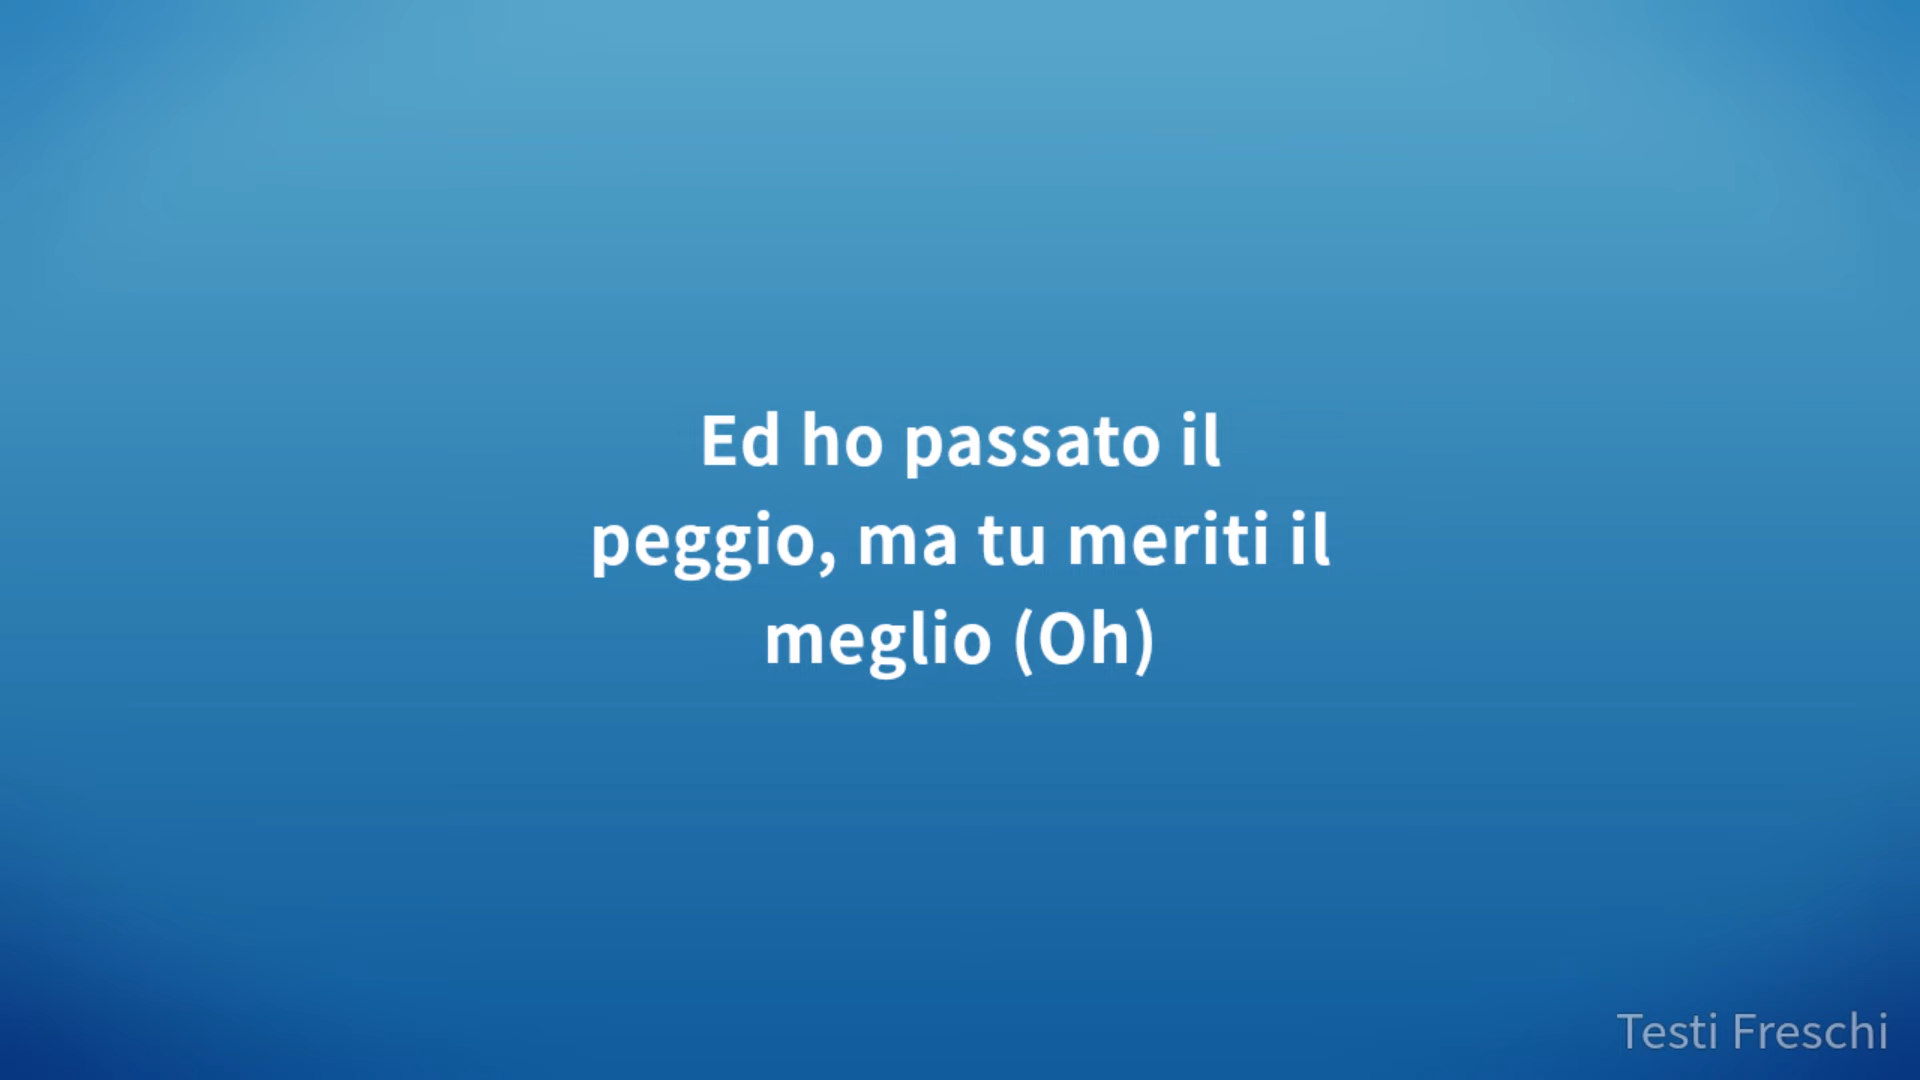 Ed ho passato il
peggio, ma tu meriti il
meglio (Oh)
Testi Freschi